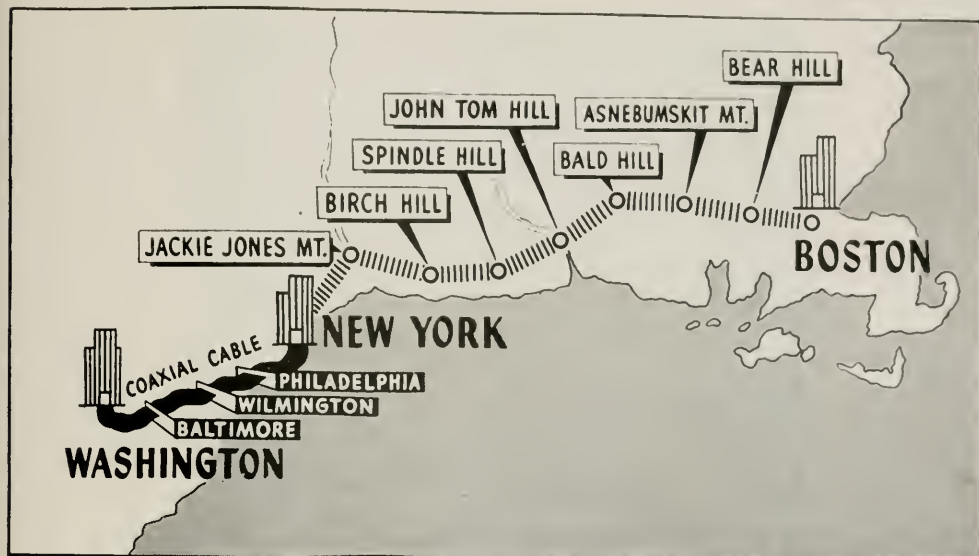 BEAR HILL
JOHN TOM HILL
ASNEBUMSKIT MT.
SPINDLE HILL
BALD HILL
BIRCH HILL
JACKIE JONES MT.
BOSTON
NEW YORK
COAXIAL CABLE
PHILADELPHIA
WILMINGTON
BALTIMORE
WASHINGTON